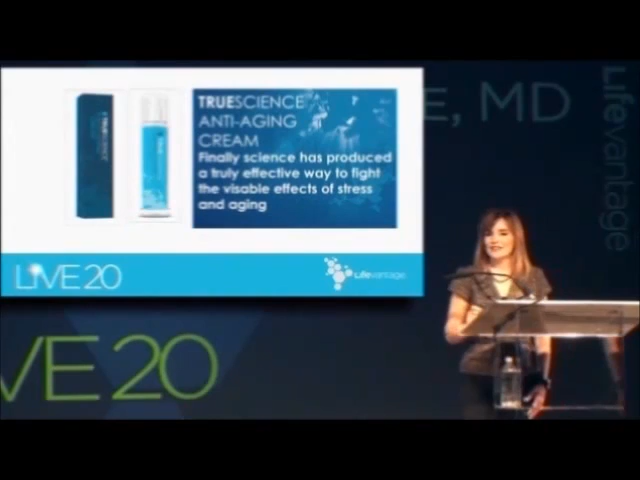 E, MD
Lifevantage
TRUESCIENCE
ANTI-AGING
CREAM
Finally science has produced
a truly effective way to fight
the visable effects of stress
and aging
LIVE20
Lifevantage
VE20